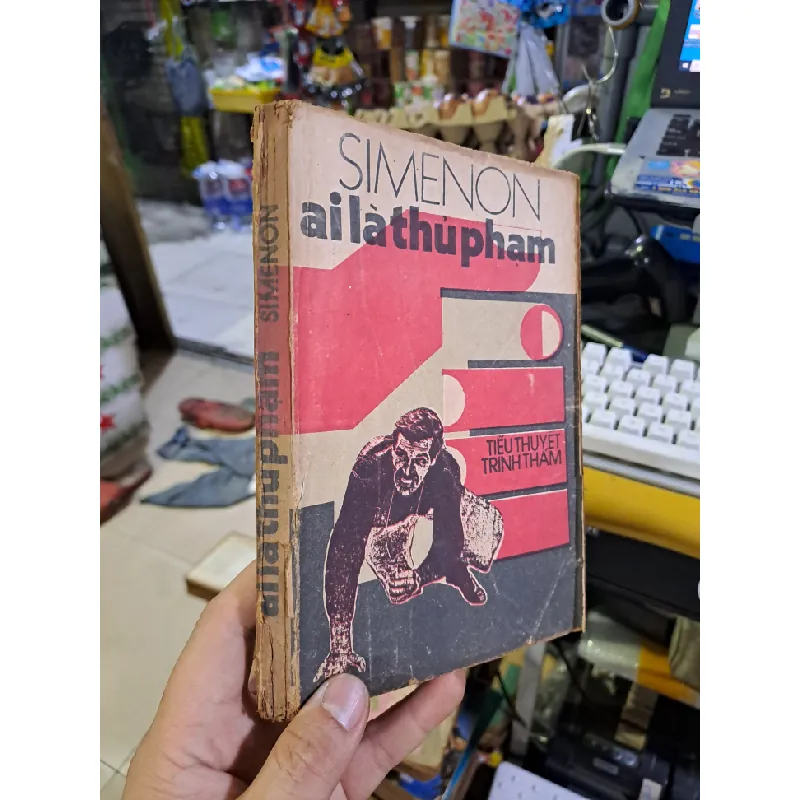 SIMENON
ai là thủ phạm
TIỂU THUYẾT
TRINH THÁM
ai là thủ phạm SIMENON